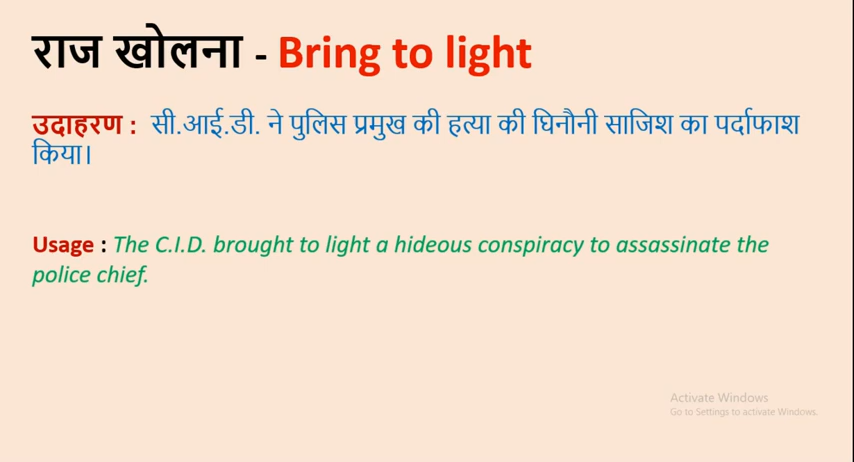 राज खोलना - Bring to light
उदाहरण : सी.आई.डी. ने पुलिस प्रमुख की हत्या की घिनौनी साजिश का पर्दाफाश
किया।
Usage : The C.I.D. brought to light a hideous conspiracy to assassinate the
police chief.
Activate Windows
Go to Settings to activate Windows.